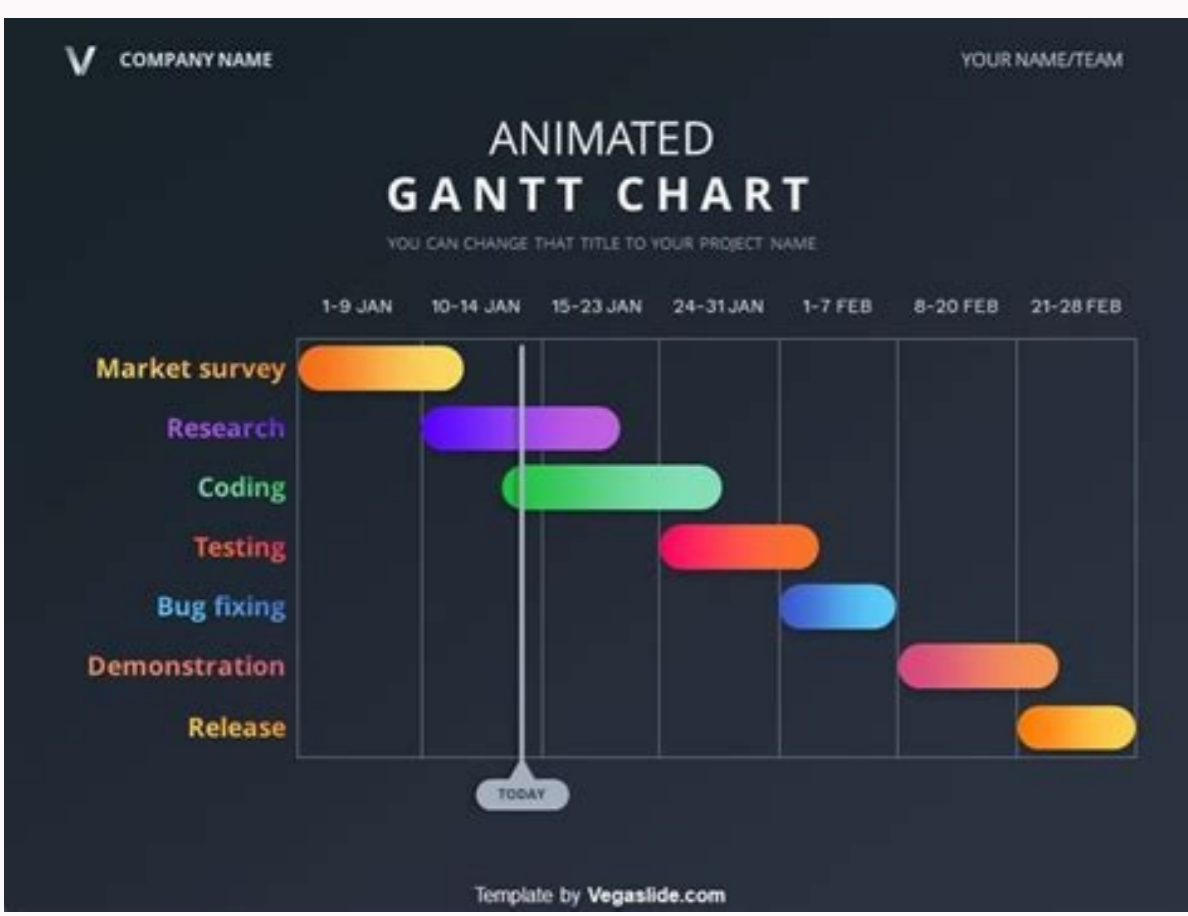 V COMPANY NAME
YOUR NAME/TEAM
ANIMATED
GANTT CHART
YOU CAN CHANGE THAT TITLE TO YOUR PROJECT NAME
1-9 JAN 10-14 JAN 15-23 JAN 24-31 JAN 1-7 FEB 8-20 FEB 21-28 FEB
Market survey
Research
Coding
Testing
Bug fixing
Demonstration
Release
TODAY
Template by Vegaslide.com